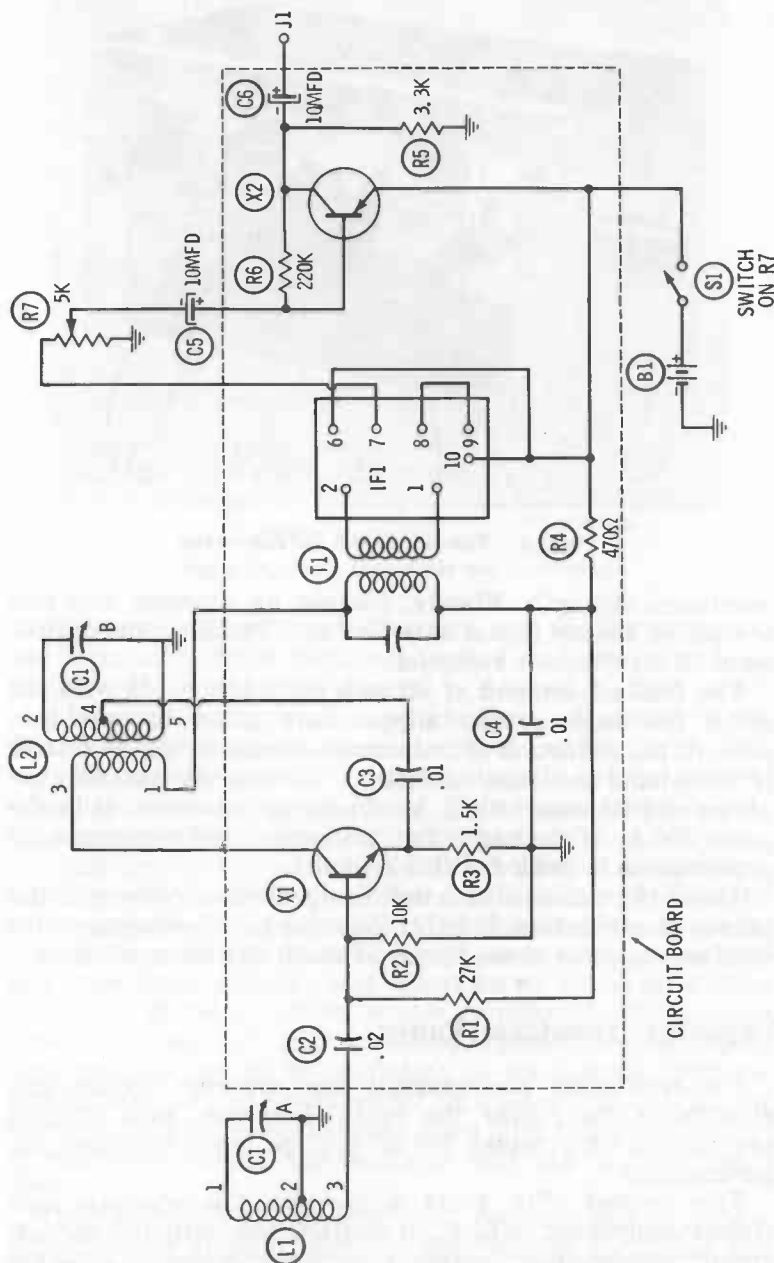 R7
5K
C5
10MFD
-
+
C6
10MFD
-
+
J1
X2
R6
220K
R5
3.3K
L2
2
4
5
3
1
C1
B
T1
2
1
IF1
6
7
8
9
10
R4
470Ω
C3
.01
C4
.01
X1
R3
1.5K
R2
10K
R1
27K
C2
.02
L1
1
2
3
C1
A
B1
-
+
S1
SWITCH
ON R7
CIRCUIT BOARD